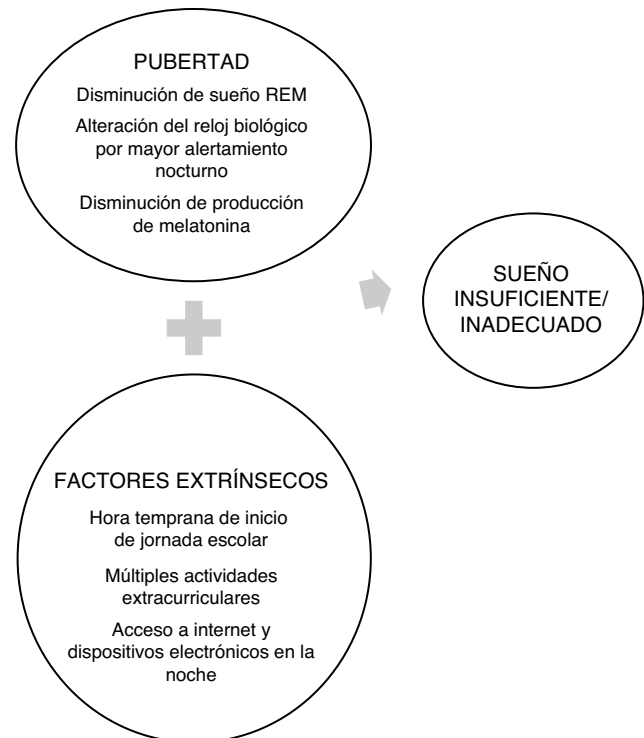 PUBERTAD
Disminución de sueño REM
Alteración del reloj biológico
por mayor alertamiento
nocturno
Disminución de producción
de melatonina
SUEÑO
INSUFICIENTE/
INADECUADO
FACTORES EXTRÍNSECOS
Hora temprana de inicio
de jornada escolar
Múltiples actividades
extracurriculares
Acceso a internet y
dispositivos electrónicos en la
noche